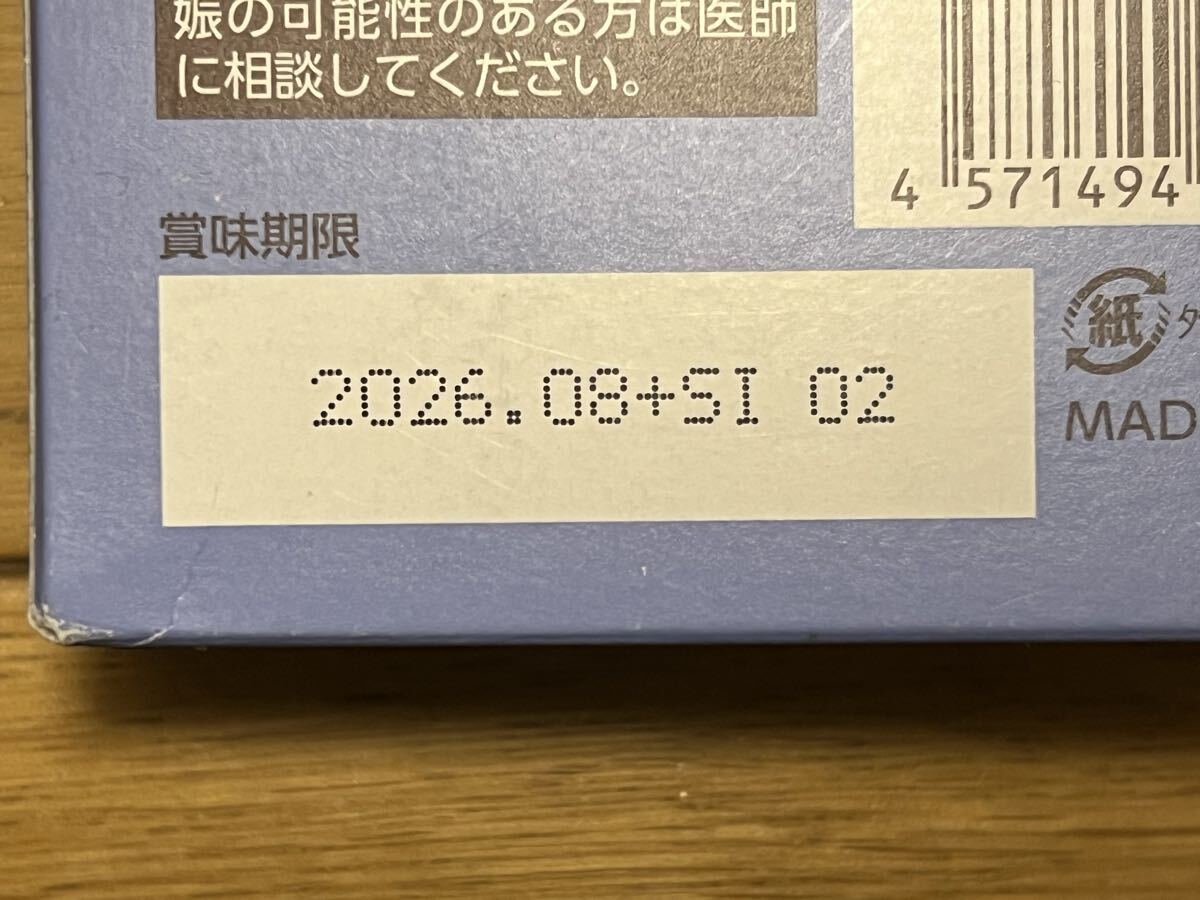 娠の可能性のある方は医師
に相談してください。
4 571494
賞味期限
紙
2026.08+SI 02
MAD